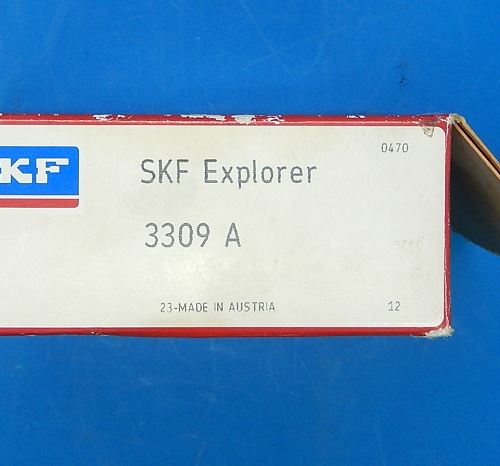 0470
SKF
SKF Explorer
3309 A
23-MADE IN AUSTRIA
12